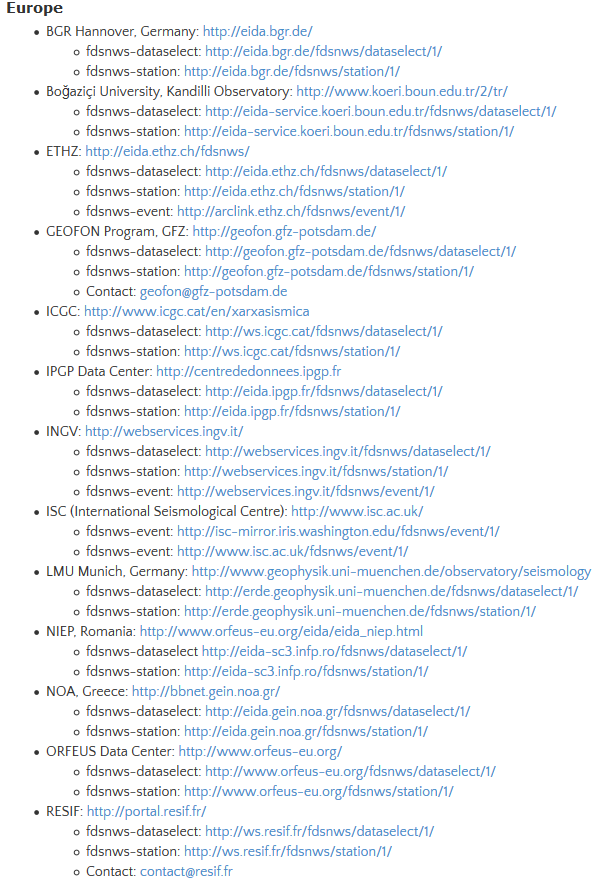 Europe
BGR Hannover, Germany: http://eida.bgr.de/
fdsnws-dataselect: http://eida.bgr.de/fdsnws/dataselect/1/
fdsnws-station: http://eida.bgr.de/fdsnws/station/1/
Boğaziçi University, Kandilli Observatory: http://www.koeri.boun.edu.tr/2/tr/
fdsnws-dataselect: http://eida-service.koeri.boun.edu.tr/fdsnws/dataselect/1/
fdsnws-station: http://eida-service.koeri.boun.edu.tr/fdsnws/station/1/
ETHZ: http://eida.ethz.ch/fdsnws/
fdsnws-dataselect: http://eida.ethz.ch/fdsnws/dataselect/1/
fdsnws-station: http://eida.ethz.ch/fdsnws/station/1/
fdsnws-event: http://arclink.ethz.ch/fdsnws/event/1/
GEOFON Program, GFZ: http://geofon.gfz-potsdam.de/
fdsnws-dataselect: http://geofon.gfz-potsdam.de/fdsnws/dataselect/1/
fdsnws-station: http://geofon.gfz-potsdam.de/fdsnws/station/1/
Contact: geofon@gfz-potsdam.de
ICGC: http://www.icgc.cat/en/xarxasismica
fdsnws-dataselect: http://ws.icgc.cat/fdsnws/dataselect/1/
fdsnws-station: http://ws.icgc.cat/fdsnws/station/1/
IPGP Data Center: http://centrededonnees.ipgp.fr
fdsnws-dataselect: http://eida.ipgp.fr/fdsnws/dataselect/1/
fdsnws-station: http://eida.ipgp.fr/fdsnws/station/1/
INGV: http://webservices.ingv.it/
fdsnws-dataselect: http://webservices.ingv.it/fdsnws/dataselect/1/
fdsnws-station: http://webservices.ingv.it/fdsnws/station/1/
fdsnws-event: http://webservices.ingv.it/fdsnws/event/1/
ISC (International Seismological Centre): http://www.isc.ac.uk/
fdsnws-event: http://isc-mirror.iris.washington.edu/fdsnws/event/1/
fdsnws-event: http://www.isc.ac.uk/fdsnws/event/1/
LMU Munich, Germany: http://www.geophysik.uni-muenchen.de/observatory/seismology
fdsnws-dataselect: http://erde.geophysik.uni-muenchen.de/fdsnws/dataselect/1/
fdsnws-station: http://erde.geophysik.uni-muenchen.de/fdsnws/station/1/
NIEP, Romania: http://www.orfeus-eu.org/eida/eida_niep.html
fdsnws-dataselect http://eida-sc3.infp.ro/fdsnws/dataselect/1/
fdsnws-station: http://eida-sc3.infp.ro/fdsnws/station/1/
NOA, Greece: http://bbnet.gein.noa.gr/
fdsnws-dataselect: http://eida.gein.noa.gr/fdsnws/dataselect/1/
fdsnws-station: http://eida.gein.noa.gr/fdsnws/station/1/
ORFEUS Data Center: http://www.orfeus-eu.org/
fdsnws-dataselect: http://www.orfeus-eu.org/fdsnws/dataselect/1/
fdsnws-station: http://www.orfeus-eu.org/fdsnws/station/1/
RESIF: http://portal.resif.fr/
fdsnws-dataselect: http://ws.resif.fr/fdsnws/dataselect/1/
fdsnws-station: http://ws.resif.fr/fdsnws/station/1/
Contact: contact@resif.fr